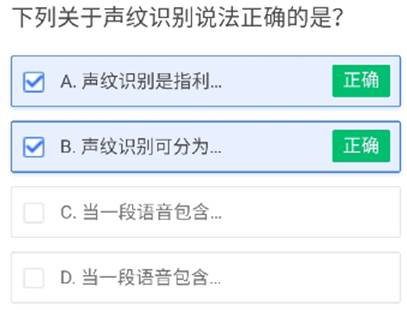 下列关于声纹识别说法正确的是?
A. 声纹识别是指利... 正确
B. 声纹识别可分为... 正确
C. 当一段语音包含...
D. 当一段语音包含...